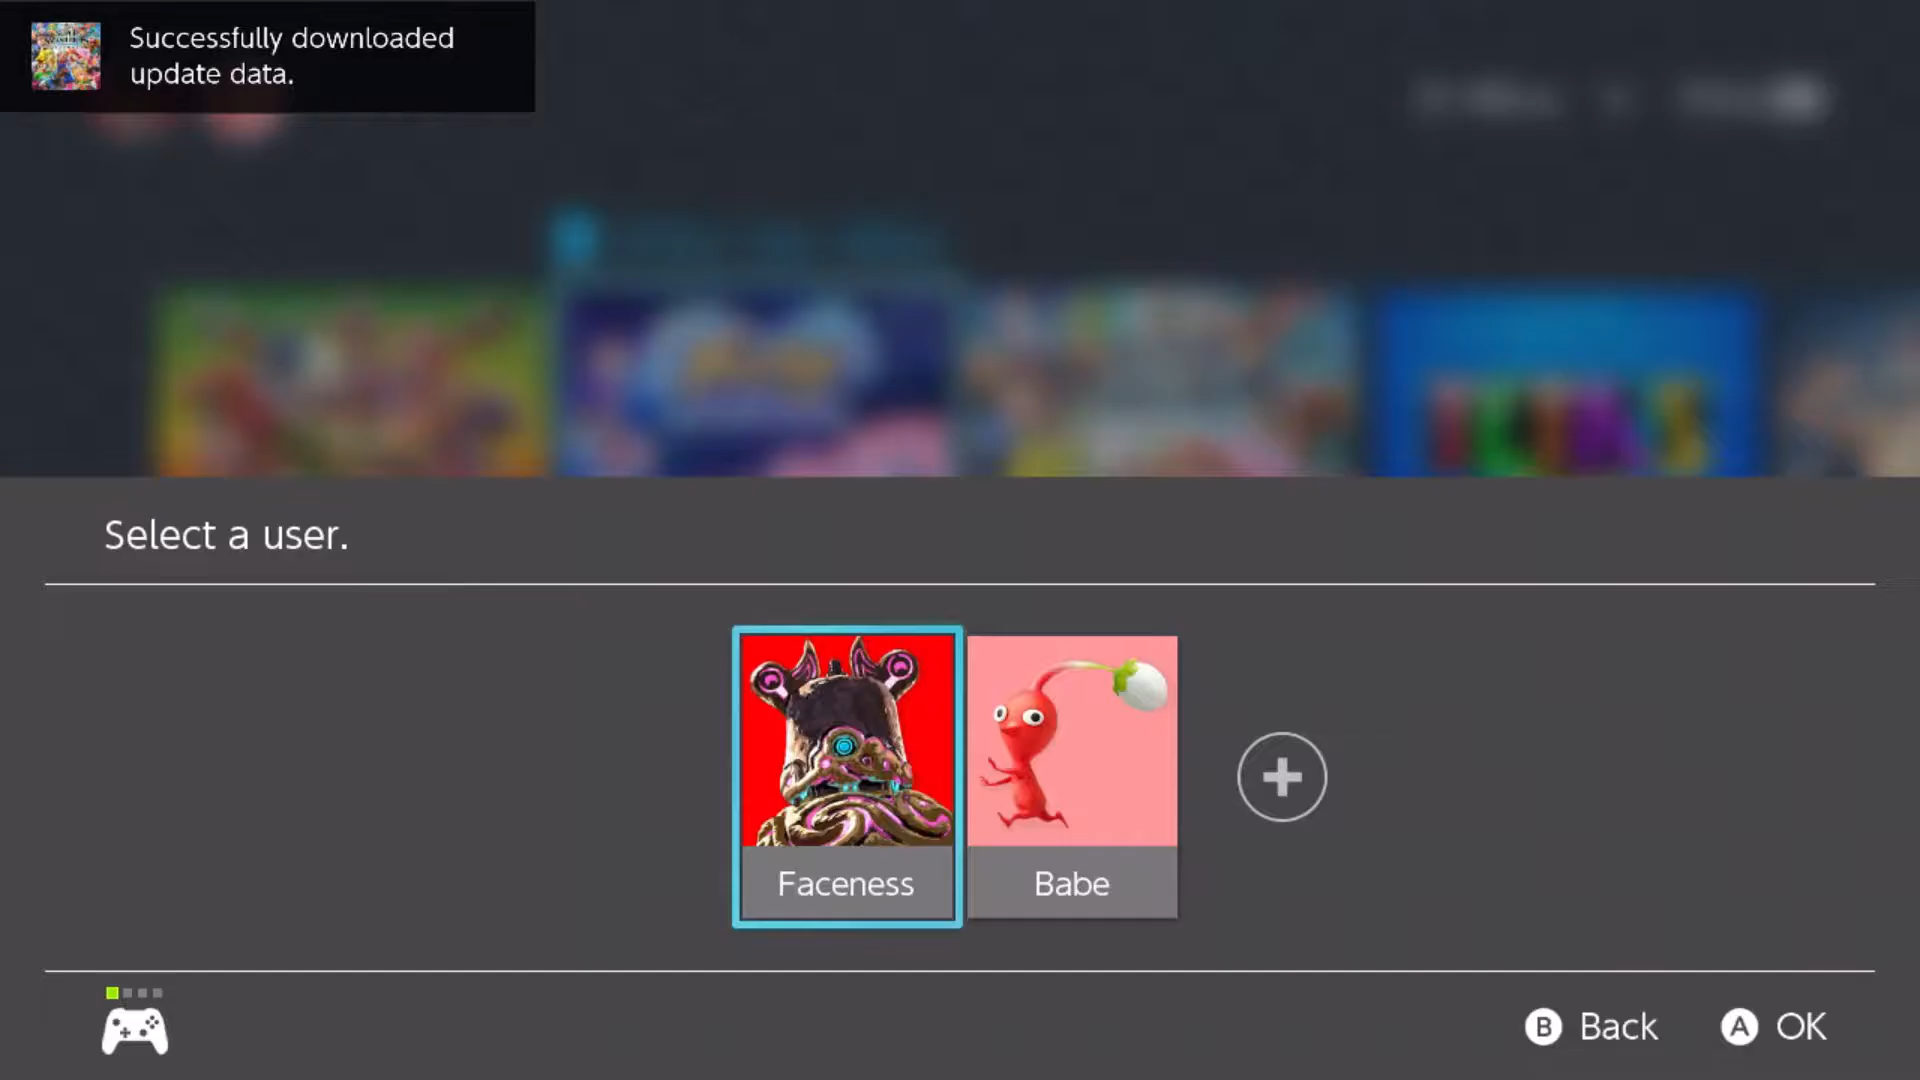 Successfully downloaded
update data.
Select a user.
Faceness
Babe
B Back
A OK